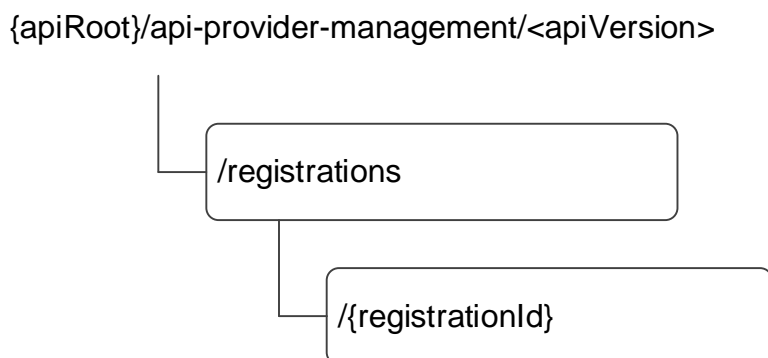 {apiRoot}/api-provider-management/<apiVersion>
/registrations
/{registrationId}